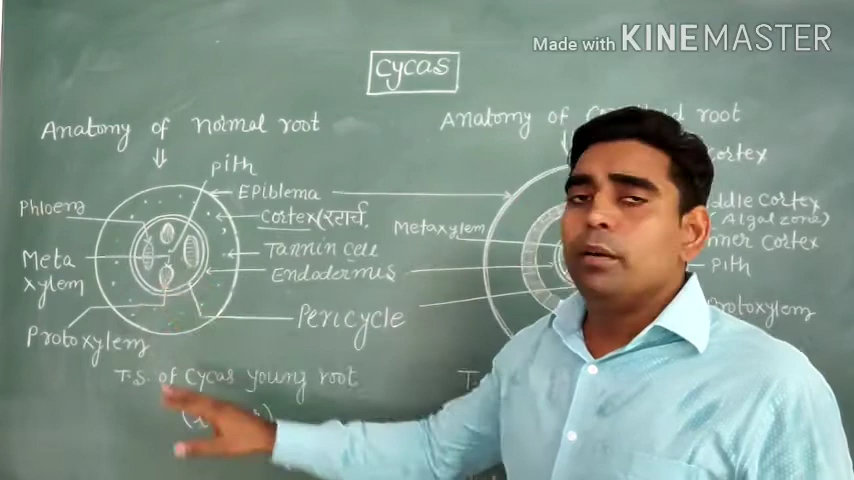 Made with KINEMASTER
Cycas
Anatomy of normal root
Anatomy of root
Pith
Cortex
Epiblema
Phloem
Cortex (स्टार्च
Metaxylem
Cortex
(Algal zone)
Tannin cell
Inner Cortex
Meta
xylem
Endodermis
Pith
Pericycle
Protoxylem
Protoxylem
T.S. of Cycas young root
T.